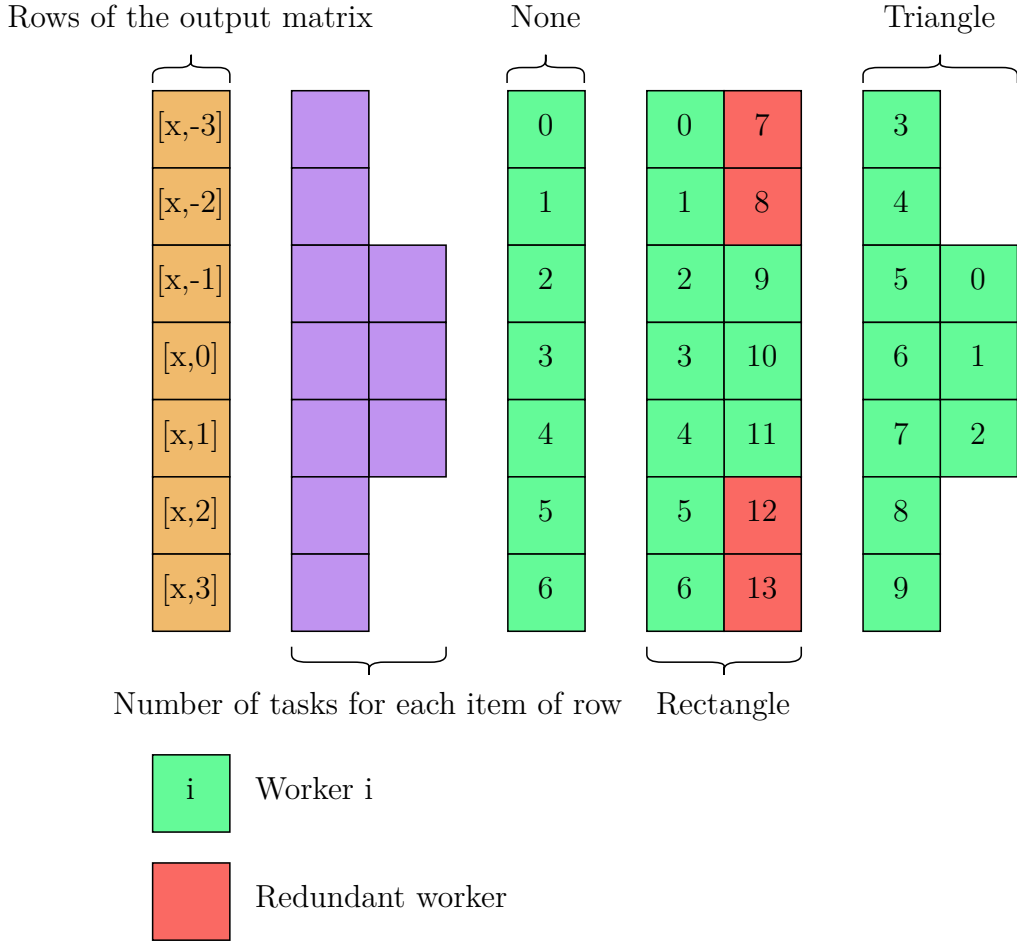 Rows of the output matrix None Triangle
[x,-3] 0 0 7 3
[x,-2] 1 1 8 4
[x,-1] 2 2 9 5 0
[x,0] 3 3 10 6 1
[x,1] 4 4 11 7 2
[x,2] 5 5 12 8
[x,3] 6 6 13 9
Number of tasks for each item of row Rectangle
i Worker i
Redundant worker